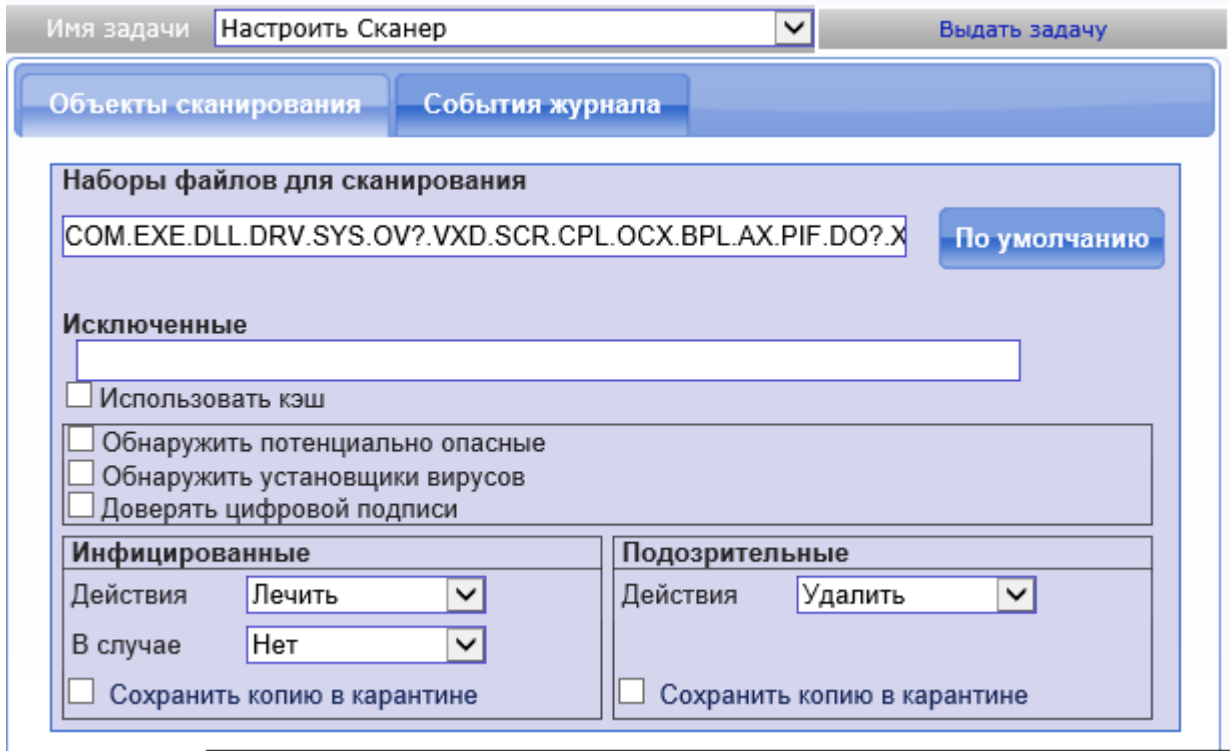 Имя задачи Настроить Сканер Выдать задачу
Объекты сканирования События журнала
Наборы файлов для сканирования
COM.EXE.DLL.DRV.SYS.OV?.VXD.SCR.CPL.OCX.BPL.AX.PIF.DO?.X По умолчанию
Исключенные
Использовать кэш
Обнаружить потенциально опасные
Обнаружить установщики вирусов
Доверять цифровой подписи
Инфицированные Подозрительные
Действия Лечить Действия Удалить
В случае Нет
Сохранить копию в карантине Сохранить копию в карантине